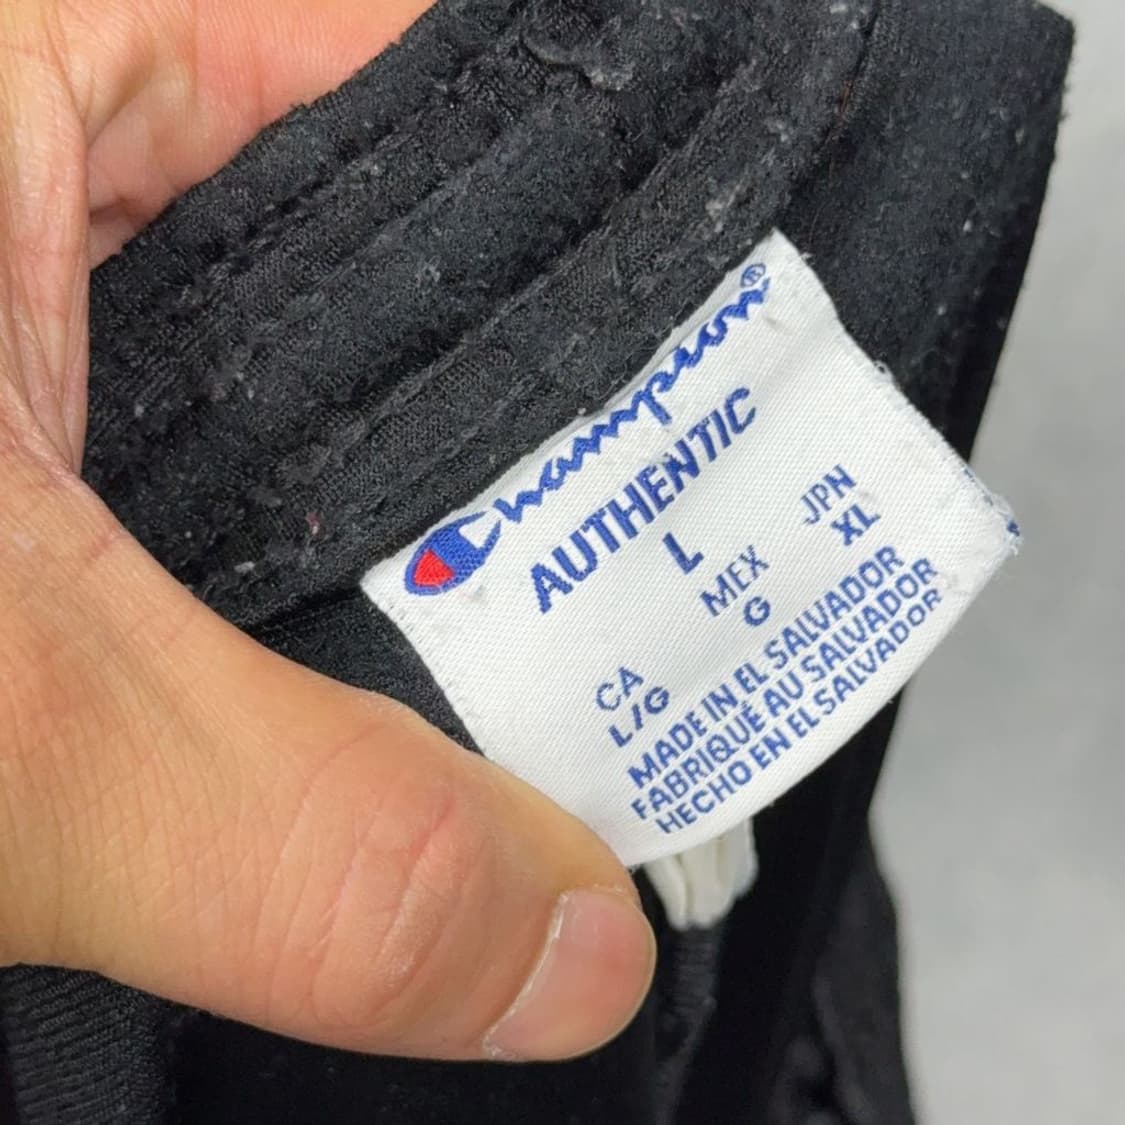 Champion®
AUTHENTIC
L
MEX
G
JPN
XL
CA
L/G
MADE IN EL SALVADOR
FABRIQUÉ AU SALVADOR
HECHO EN EL SALVADOR